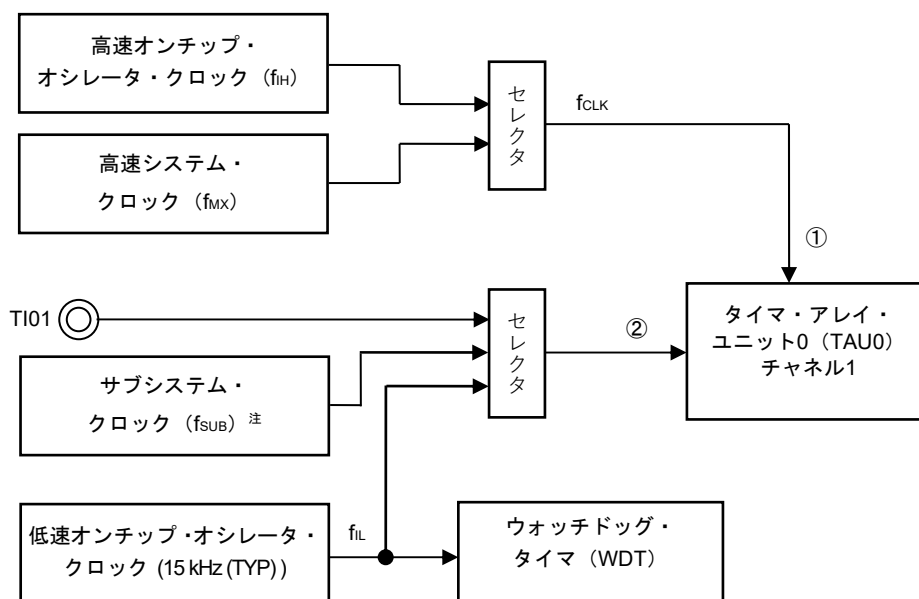 高速オンチップ・
オシレータ・クロック（fIH）
セレクタ
fCLK
高速システム・
クロック（fMX）
①
TI01
セレクタ
②
タイマ・アレイ・
ユニット0（TAU0）
チャネル1
サブシステム・
クロック（fSUB）注
低速オンチップ・オシレータ・
クロック (15 kHz (TYP) )
fIL
ウォッチドッグ・
タイマ（WDT）